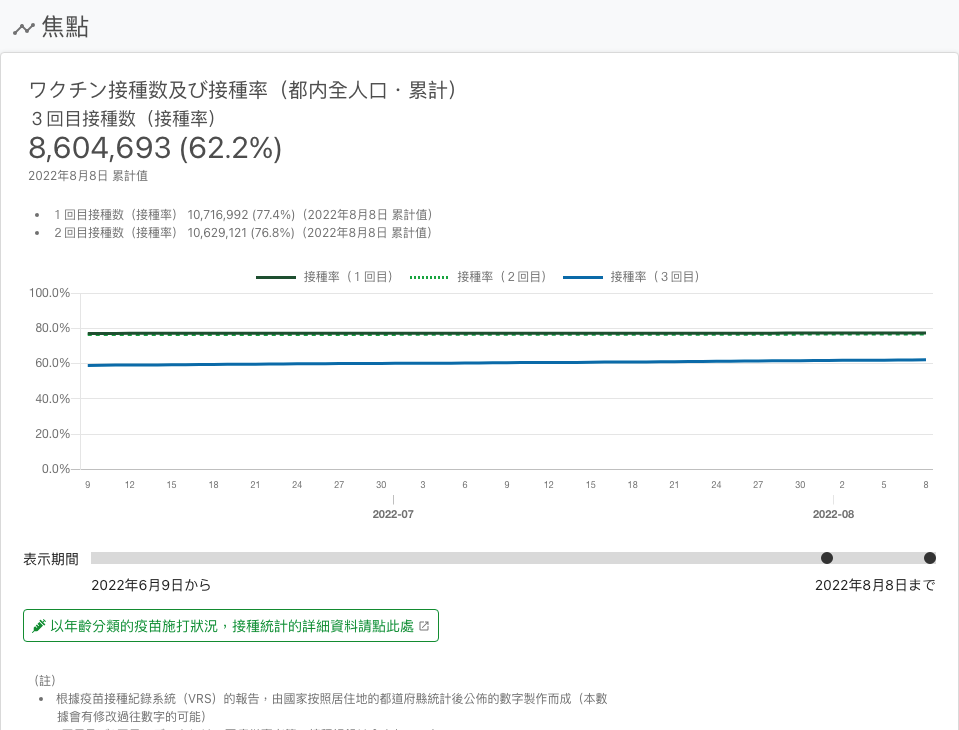 焦點
ワクチン接種数及び接種率（都内全人口・累計）
３回目接種数（接種率）
8,604,693 (62.2%)
2022年8月8日 累計値
• １回目接種数（接種率） 10,716,992 (77.4%)（2022年8月8日 累計値）
• ２回目接種数（接種率） 10,629,121 (76.8%)（2022年8月8日 累計値）
接種率（１回目） 接種率（２回目） 接種率（３回目）
100.0%
80.0%
60.0%
40.0%
20.0%
0.0%
9 12 15 18 21 24 27 30 3 6 9 12 15 18 21 24 27 30 2 5 8
2022-07 2022-08
表示期間
2022年6月9日から 2022年8月8日まで
以年齡分類的疫苗施打狀況，接種統計的詳細資料請點此處
（註）
• 根據疫苗接種紀錄系統（VRS）的報告，由國家按照居住地的都道府縣統計後公佈的數字製作而成（本數
據會有修改過往數字的可能）